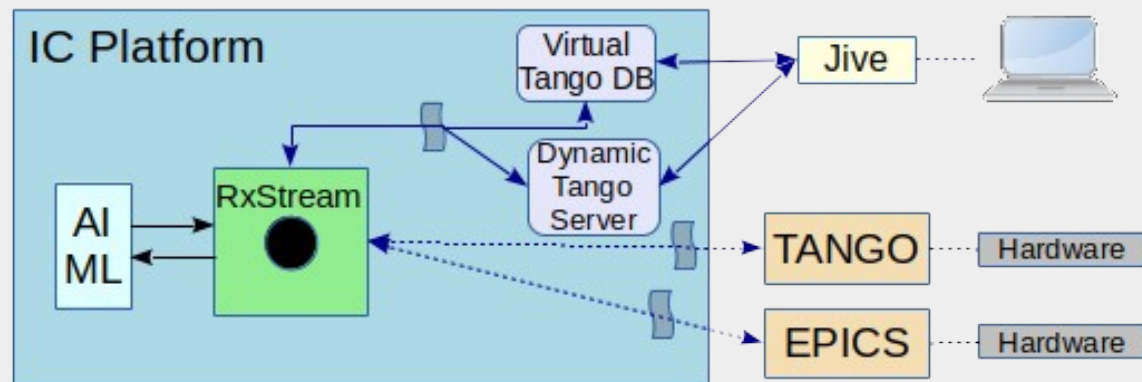 IC Platform
Virtual
Tango DB
Jive
Dynamic
Tango
Server
RxStream
AI
ML
TANGO
Hardware
EPICS
Hardware